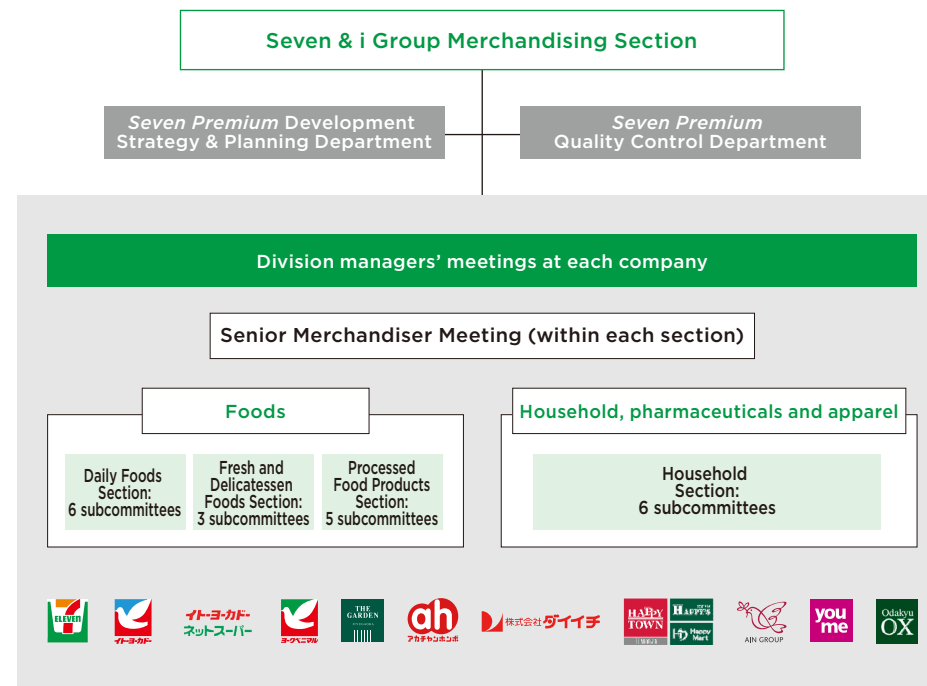 Seven & i Group Merchandising Section
Seven Premium Development
Strategy & Planning Department
Seven Premium
Quality Control Department
Division managers’ meetings at each company
Senior Merchandiser Meeting (within each section)
Foods
Daily Foods
Section:
6 subcommittees
Fresh and
Delicatessen
Foods Section:
3 subcommittees
Processed
Food Products
Section:
5 subcommittees
Household, pharmaceuticals and apparel
Household
Section:
6 subcommittees
7
ELEVEN
イトーヨーカドー
イトーヨーカドー
ネットスーパー
ヨークベニマル
THE
GARDEN
ah
アカチャンホンポ
株式会社ダイイチ
HAPPY
TOWN
HAPPY'S
Happy
Mart
AIN GROUP
you
me
Odakyu
OX